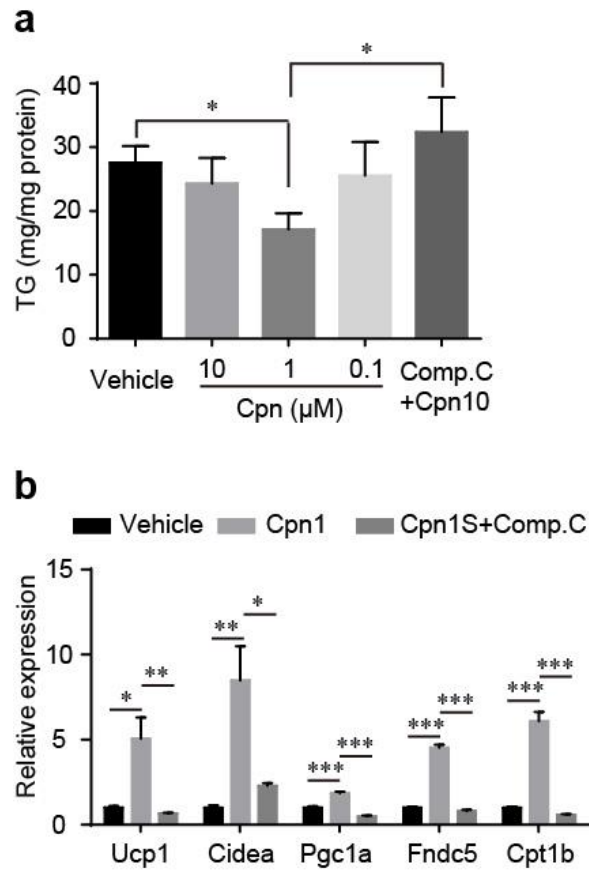 a
*
*
40
30
20
10
0
TG (mg/mg protein)
Vehicle
10 1 0.1
Cpn (µM)
Comp.C
+Cpn10
b
Vehicle Cpn1 Cpn1S+Comp.C
15
10
5
0
Relative expression
* **
** *
*** ***
*** ***
*** ***
Ucp1 Cidea Pgc1a Fndc5 Cpt1b